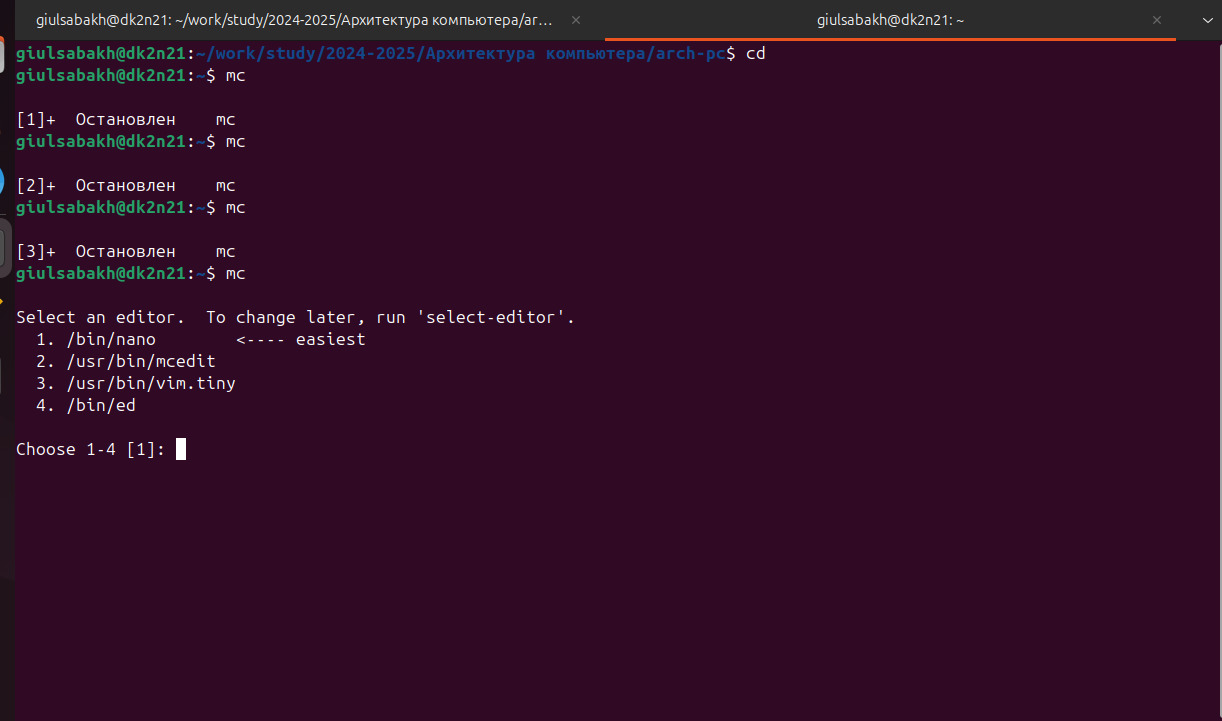 giulsabakh@dk2n21: ~/work/study/2024-2025/Архитектура компьютера/ar...
giulsabakh@dk2n21: ~
giulsabakh@dk2n21:~/work/study/2024-2025/Архитектура компьютера/arch-pc$ cd
giulsabakh@dk2n21:~$ mc
[1]+  Остановлен    mc
giulsabakh@dk2n21:~$ mc
[2]+  Остановлен    mc
giulsabakh@dk2n21:~$ mc
[3]+  Остановлен    mc
giulsabakh@dk2n21:~$ mc
Select an editor.  To change later, run 'select-editor'.
  1. /bin/nano        <---- easiest
  2. /usr/bin/mcedit
  3. /usr/bin/vim.tiny
  4. /bin/ed
Choose 1-4 [1]: